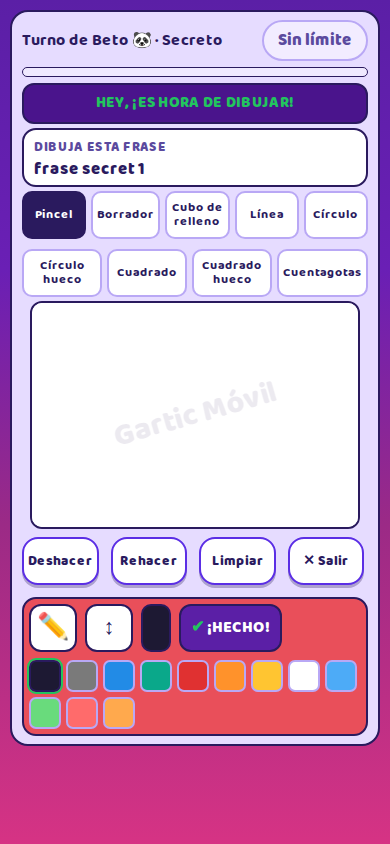 Turno de Beto 🐼 · Secreto
Sin límite
HEY, ¡ES HORA DE DIBUJAR!
DIBUJA ESTA FRASE
frase secret 1
Pincel
Borrador
Cubo de
relleno
Línea
Círculo
Círculo
hueco
Cuadrado
Cuadrado
hueco
Cuentagotas
Gartic Móvil
Deshacer
Rehacer
Limpiar
✕ Salir
✏️
↕
✔ ¡HECHO!